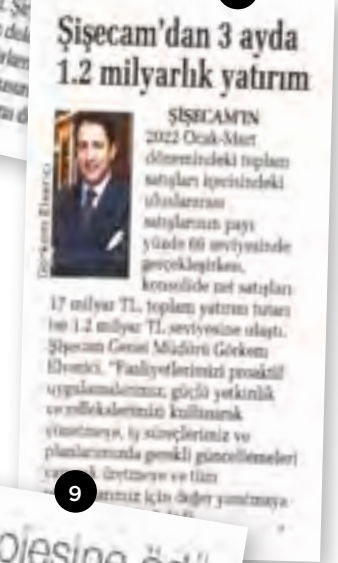 Şişecam'dan 3 ayda
1.2 milyarlık yatırım
ŞİŞECAM'IN
2022 Ocak-Mart
dönemindeki toplam
satışları içerisindeki
uluslararası
satışlarının payı
yüzde 66 seviyesinde
gerçekleşirken,
konsolide net satışları
17 milyar TL, toplam yatırım tutarı
ise 1.2 milyar TL seviyesine ulaştı.
Şişecam Genel Müdürü Görkem
Elverici, "Faaliyetlerimizi proaktif
uygulamalarımız, güçlü yetkinlik
ve reflekslerimizi kullanarak
yönetmeye, iş süreçlerimiz ve
planlarımızda gerekli güncellemeleri
üretmeye ve tüm
için değer yaratmaya
Görkem Elverici
9